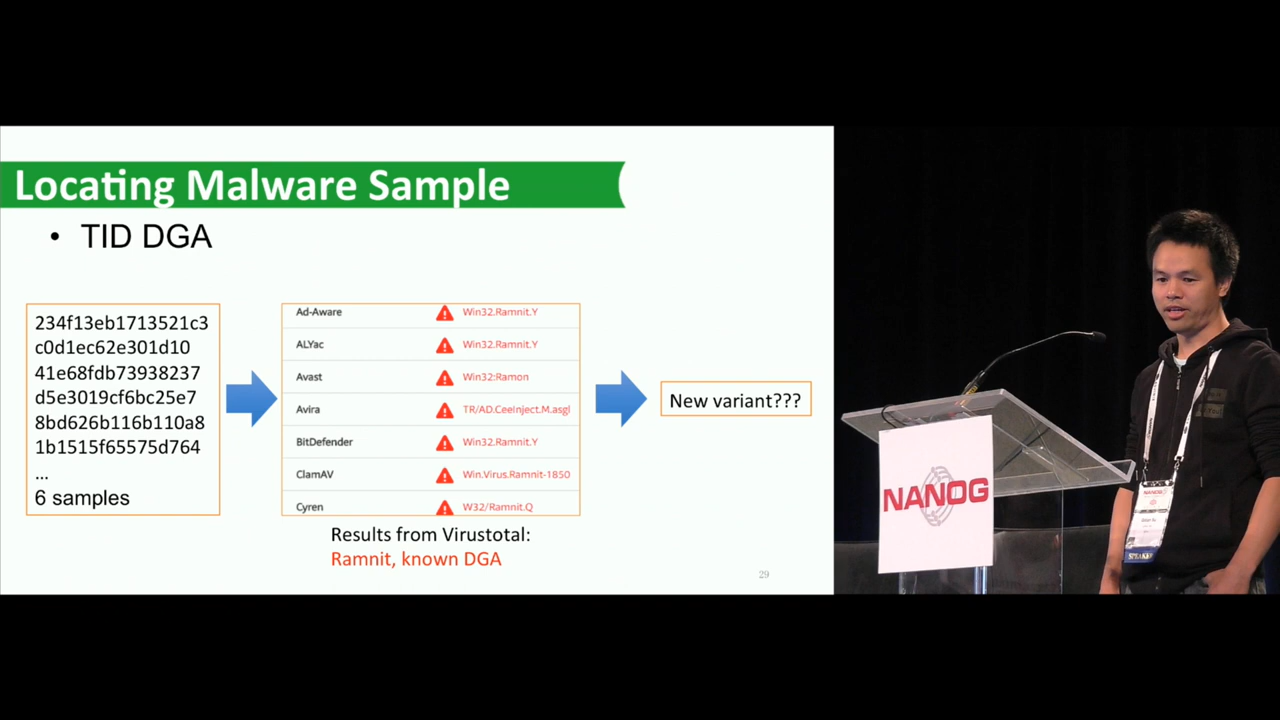 Locating Malware Sample
• TID DGA
234f13eb1713521c3
c0d1ec62e301d10
41e68fdb73938237
d5e3019cf6bc25e7
8bd626b116b110a8
1b1515f65575d764
...
6 samples
Ad-Aware Win32.Ramnit.Y
ALYac Win32.Ramnit.Y
Avast Win32:Ramon
Avira TR/AD.CeeInject.M.asgl
BitDefender Win32.Ramnit.Y
ClamAV Win.Virus.Ramnit-1850
Cyren W32/Ramnit.Q
Results from Virustotal:
Ramnit, known DGA
New variant???
29
NANOG
NANOG
SPEAKER